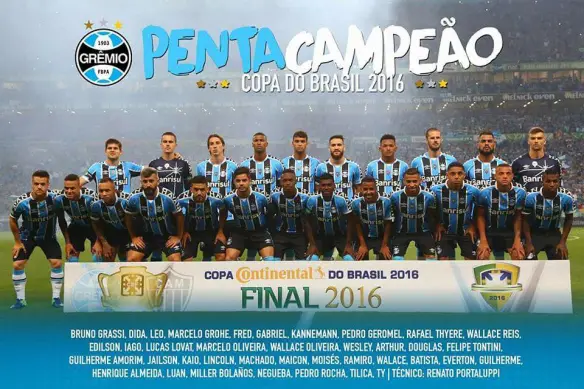 1903
GRÊMIO
FBPA
PENTACAMPEÃO
COPA DO BRASIL 2016
COPA Continental DO BRASIL 2016
FINAL 2016
BRUNO GRASSI, DIDA, LEO, MARCELO GROHE, FRED, GABRIEL, KANNEMANN, PEDRO GEROMEL, RAFAEL THYERE, WALLACE REIS,
EDILSON, IAGO, LUCAS LOVAT, MARCELO OLIVEIRA, WALLACE OLIVEIRA, WESLEY, ARTHUR, DOUGLAS, FELIPE TONTINI,
GUILHERME AMORIM, JAILSON, KAIO, LINCOLN, MACHADO, MAICON, MOISÉS, RAMIRO, WALACE, BATISTA, EVERTON, GUILHERME,
HENRIQUE ALMEIDA, LUAN, MILLER BOLAÑOS, NEGUEBA, PEDRO ROCHA, TILICA, TY | TÉCNICO: RENATO PORTALUPPI